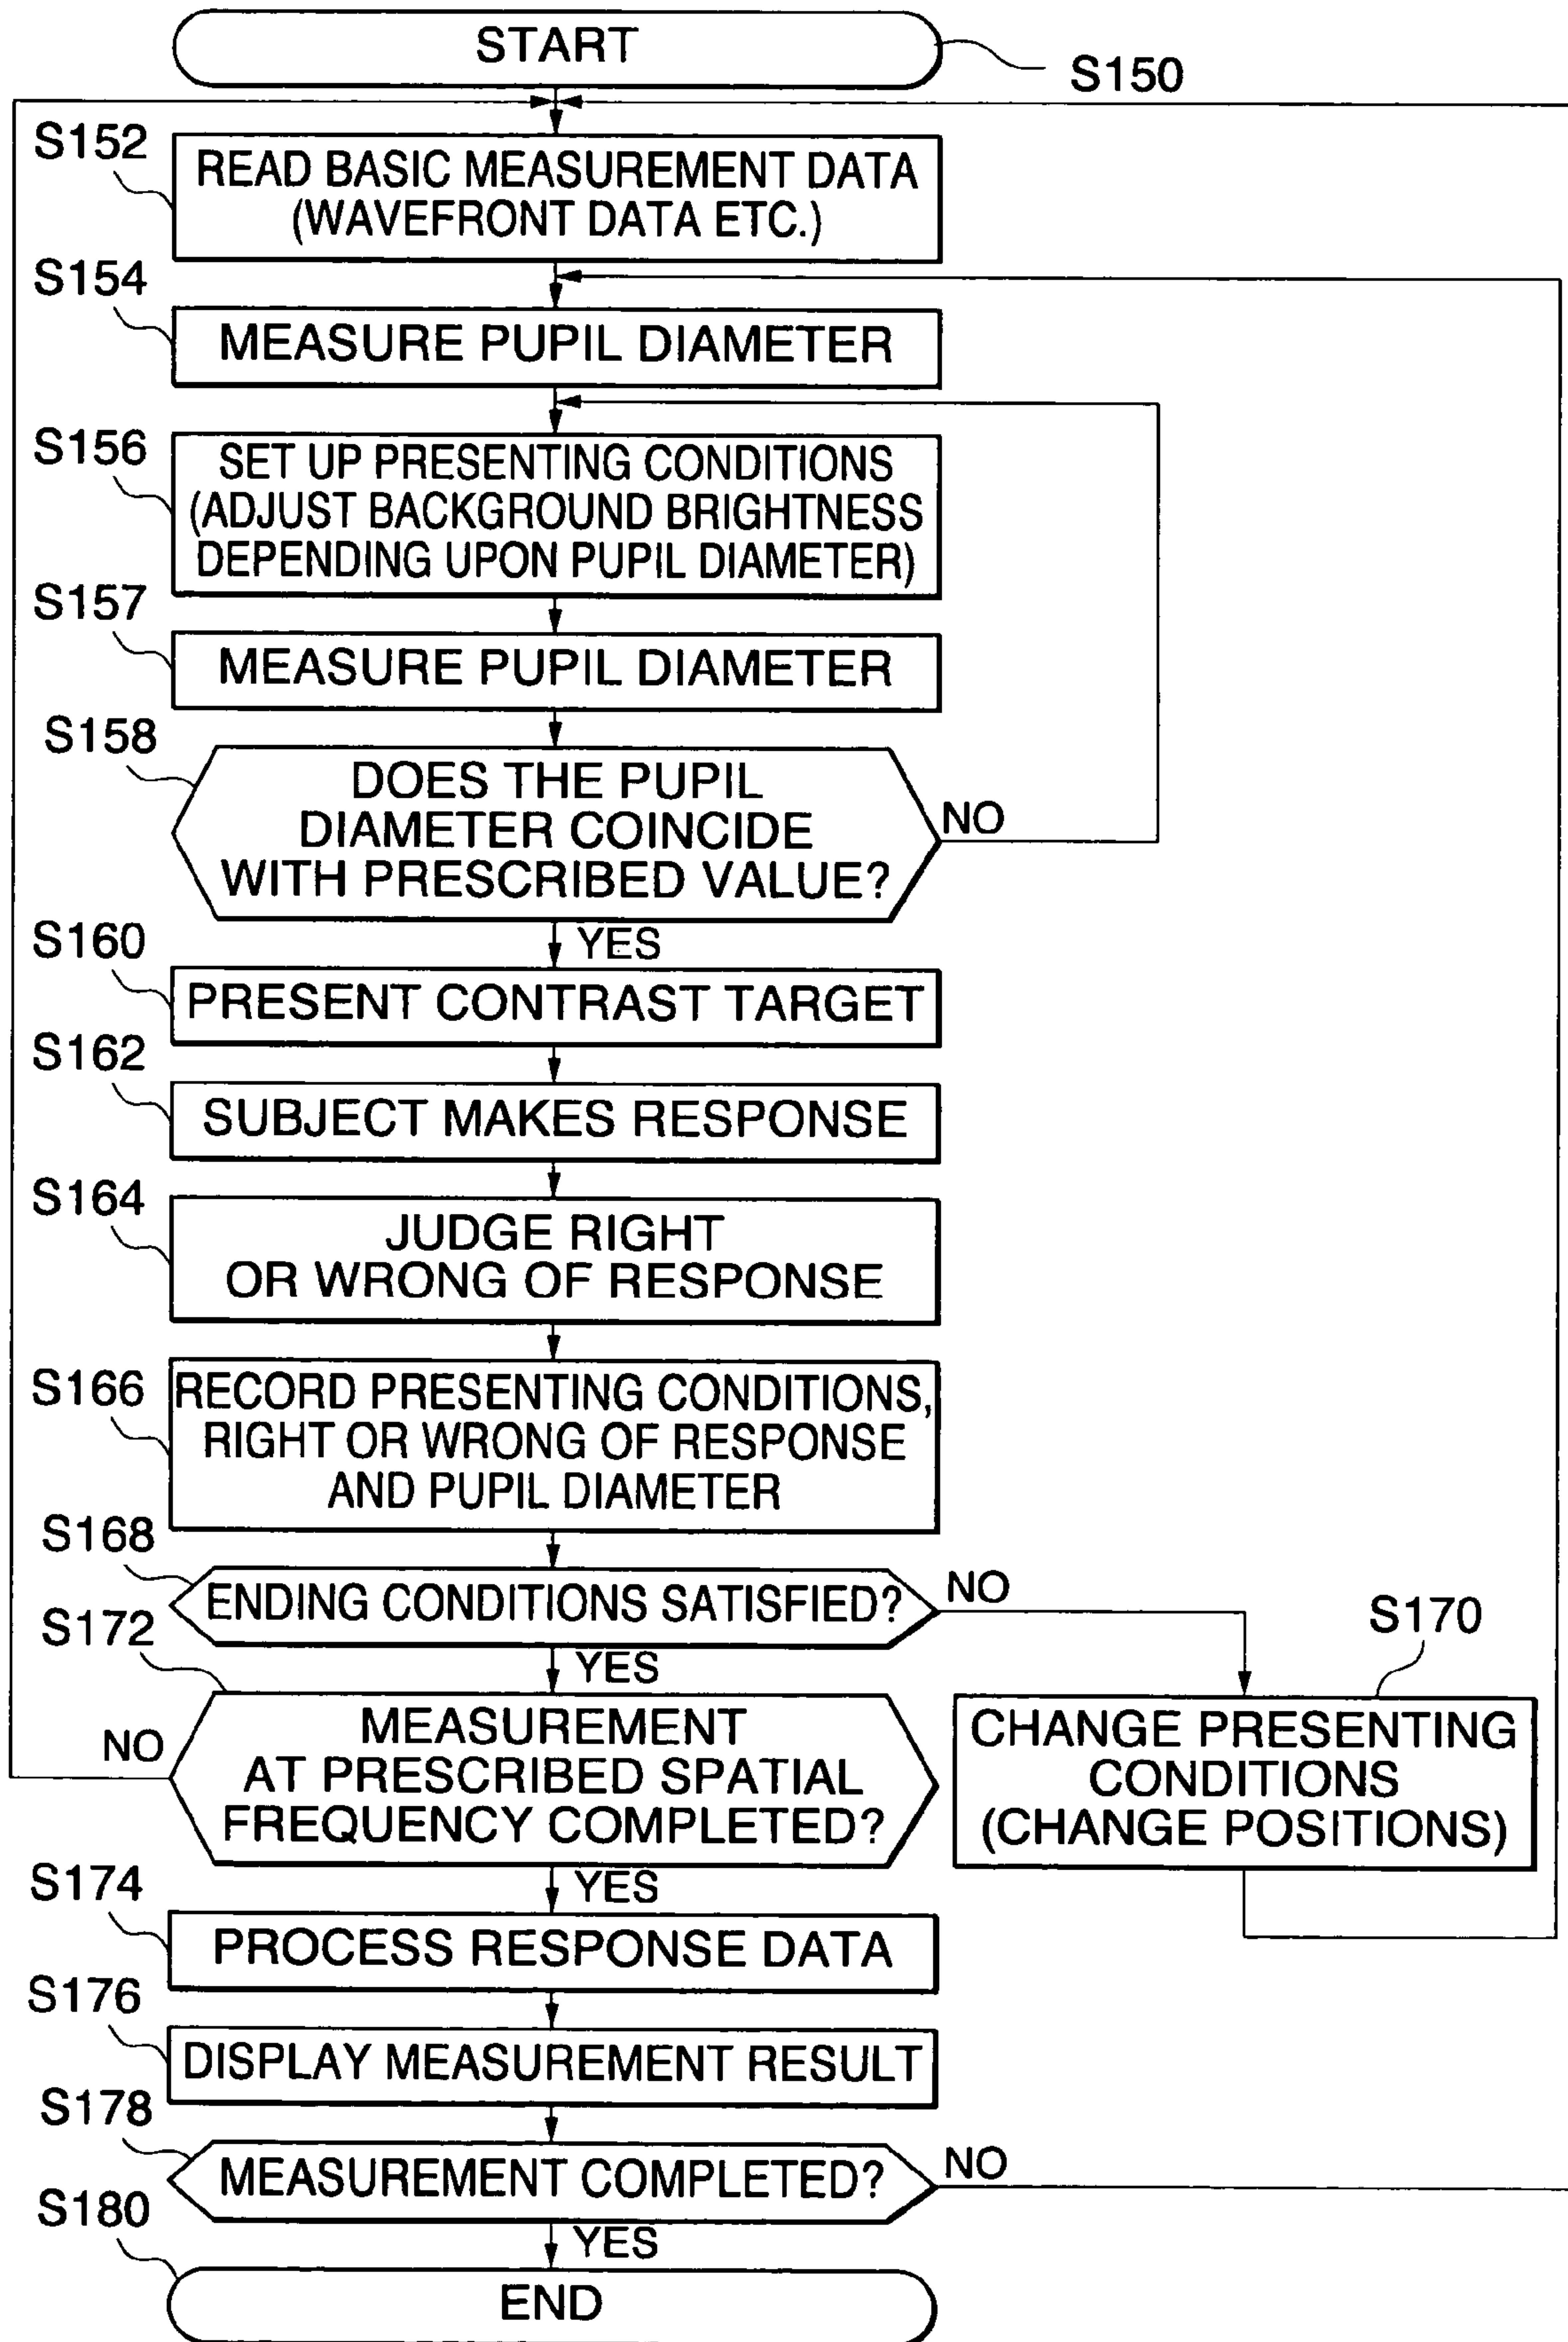 START
S150
S152
READ BASIC MEASUREMENT DATA
(WAVEFRONT DATA ETC.)
S154
MEASURE PUPIL DIAMETER
S156
SET UP PRESENTING CONDITIONS
(ADJUST BACKGROUND BRIGHTNESS
DEPENDING UPON PUPIL DIAMETER)
S157
MEASURE PUPIL DIAMETER
S158
DOES THE PUPIL
DIAMETER COINCIDE
WITH PRESCRIBED VALUE?
NO
YES
S160
PRESENT CONTRAST TARGET
S162
SUBJECT MAKES RESPONSE
S164
JUDGE RIGHT
OR WRONG OF RESPONSE
S166
RECORD PRESENTING CONDITIONS,
RIGHT OR WRONG OF RESPONSE
AND PUPIL DIAMETER
S168
ENDING CONDITIONS SATISFIED?
NO
YES
S170
CHANGE PRESENTING
CONDITIONS
(CHANGE POSITIONS)
S172
MEASUREMENT
AT PRESCRIBED SPATIAL
FREQUENCY COMPLETED?
NO
YES
S174
PROCESS RESPONSE DATA
S176
DISPLAY MEASUREMENT RESULT
S178
MEASUREMENT COMPLETED?
NO
YES
S180
END